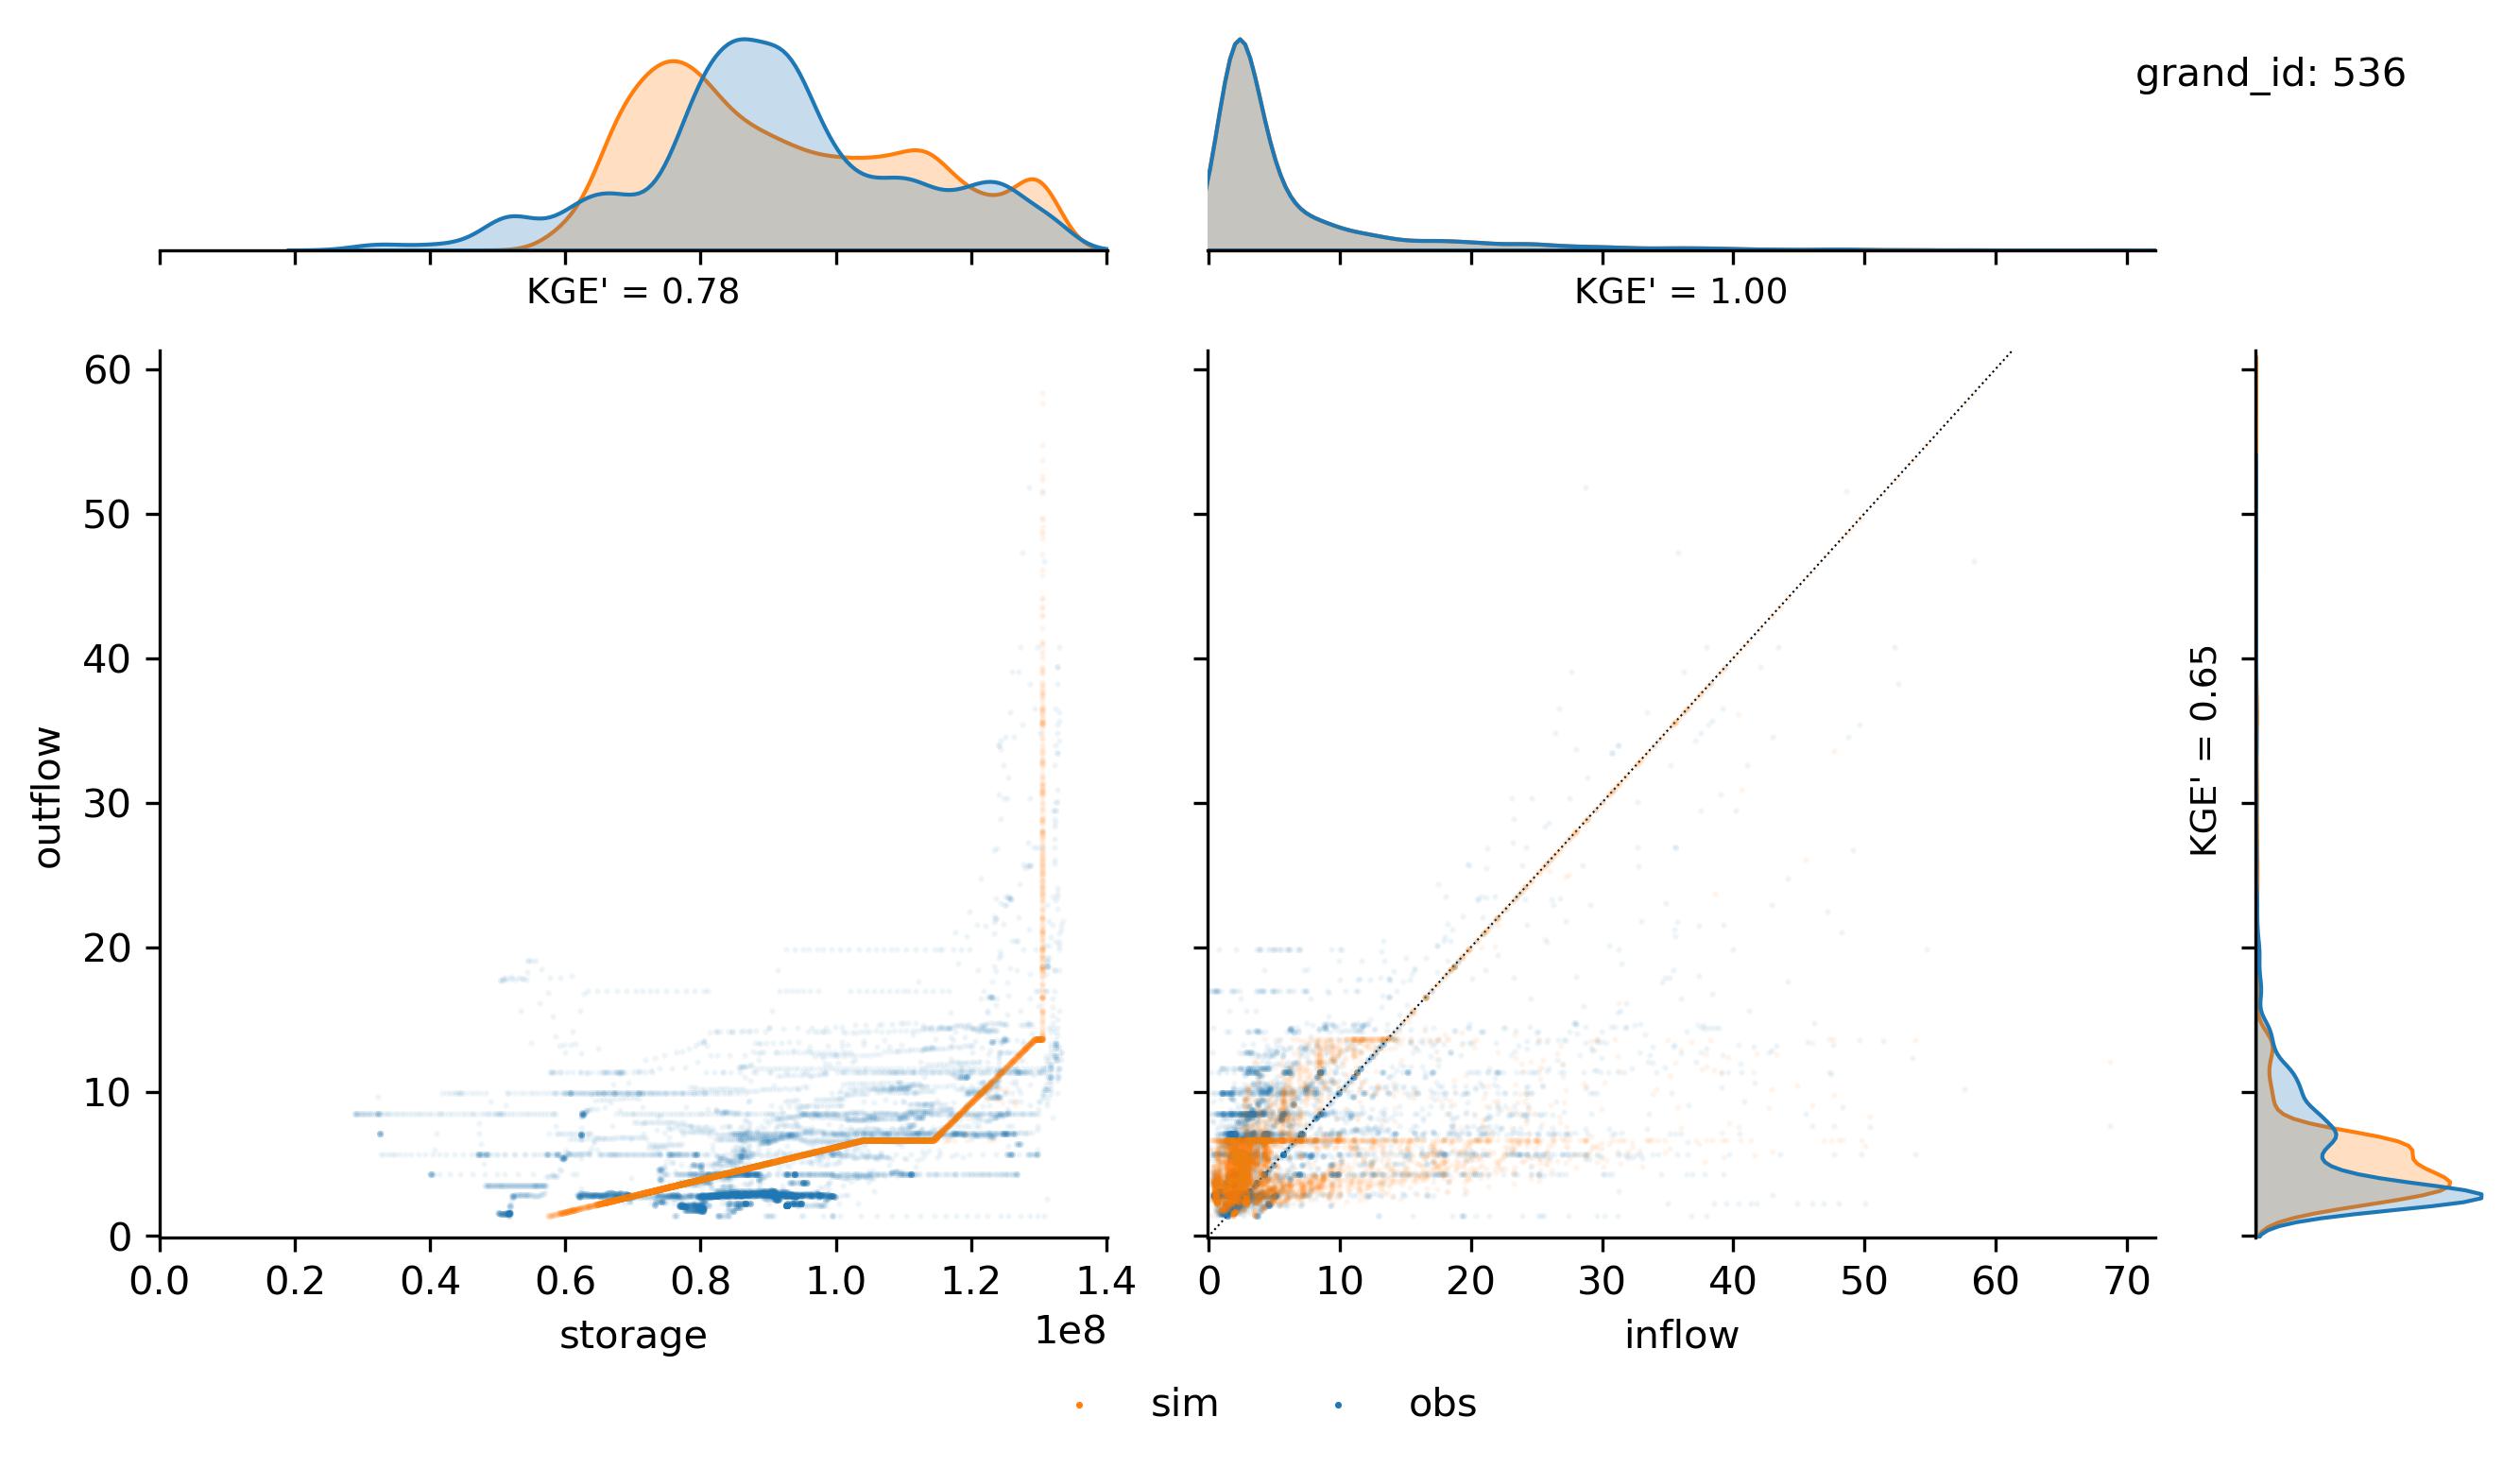 grand_id: 536
KGE' = 0.78
KGE' = 1.00
60
50
40
30
20
10
0
outflow
KGE' = 0.65
0.0 0.2 0.4 0.6 0.8 1.0 1.2 1.4
0 10 20 30 40 50 60 70
1e8
storage
inflow
sim obs